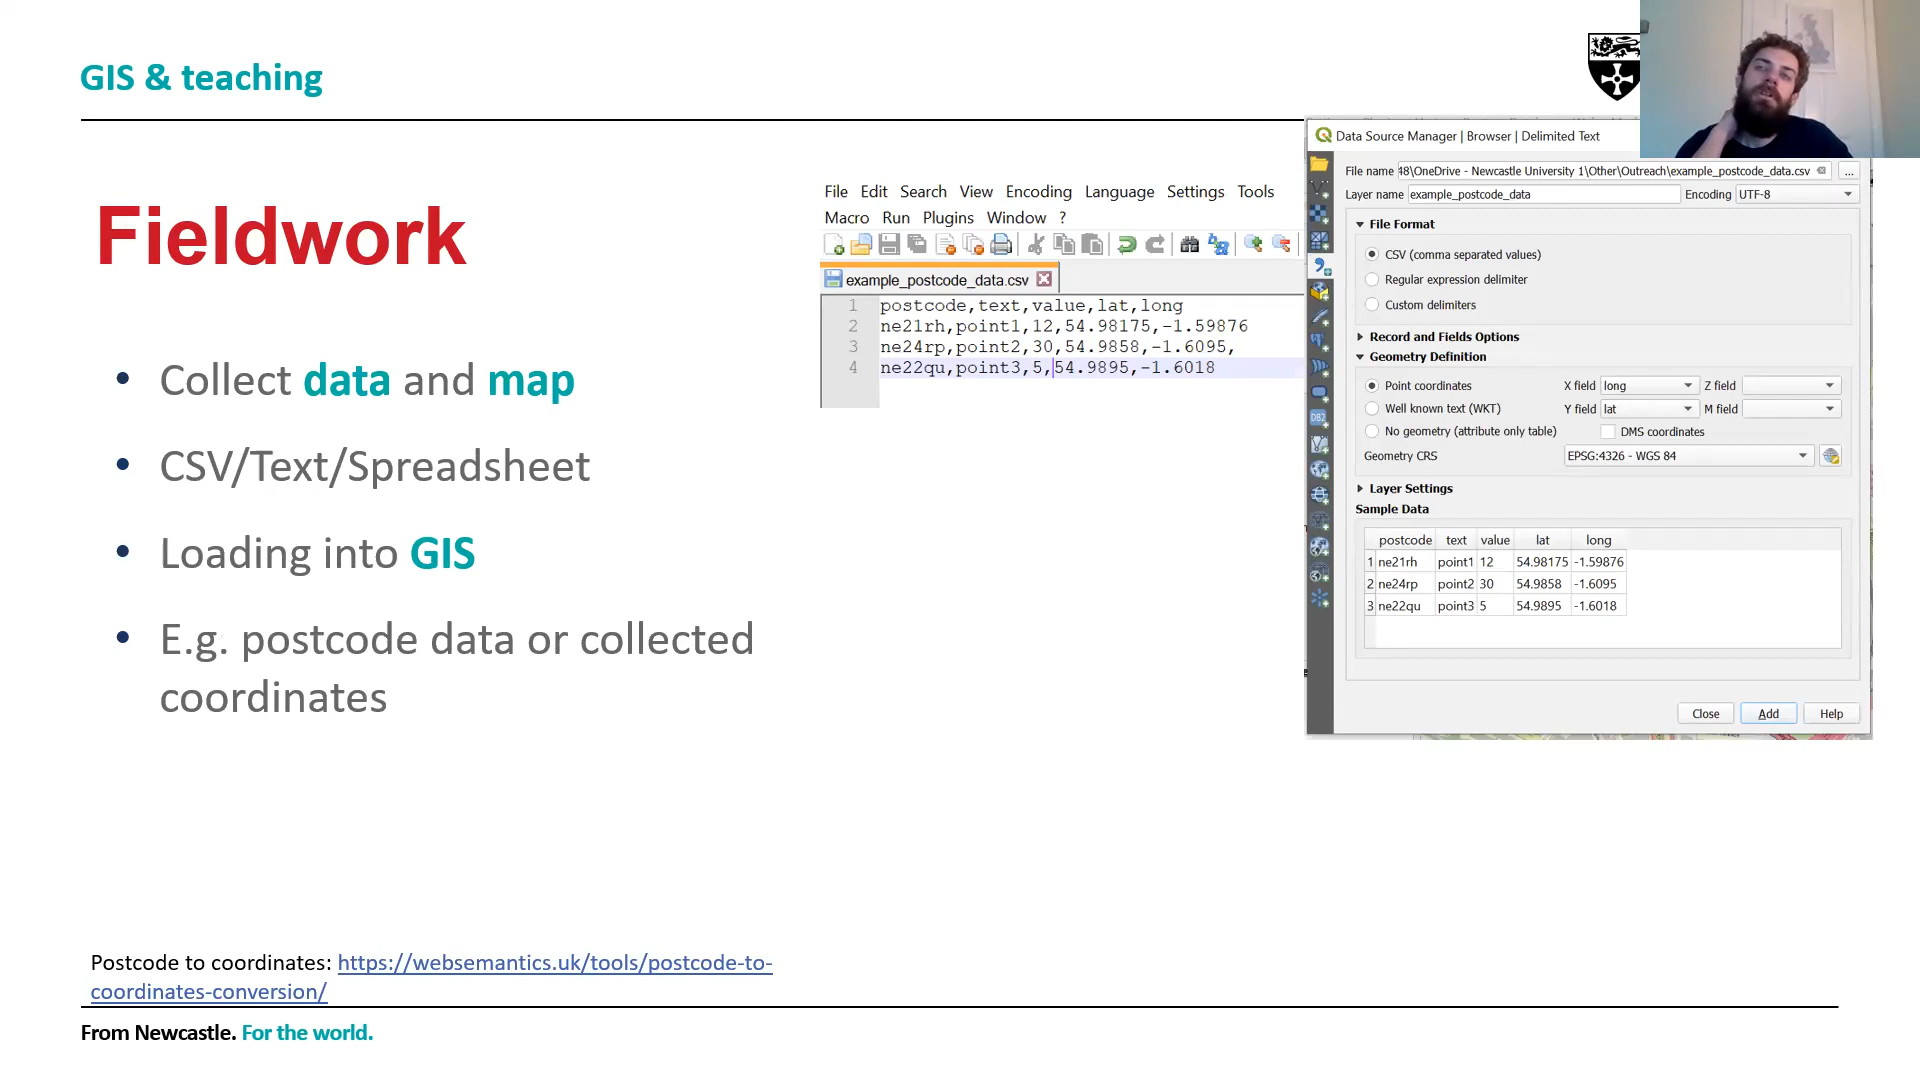 GIS & teaching
Fieldwork
• Collect data and map
• CSV/Text/Spreadsheet
• Loading into GIS
• E.g. postcode data or collected
coordinates
File Edit Search View Encoding Language Settings Tools
Macro Run Plugins Window ?
example_postcode_data.csv
1 postcode,text,value,lat,long
2 ne21rh,point1,12,54.98175,-1.59876
3 ne24rp,point2,30,54.9858,-1.6095,
4 ne22qu,point3,5,54.9895,-1.6018
Data Source Manager | Browser | Delimited Text
File name 48\OneDrive - Newcastle University 1\Other\Outreach\example_postcode_data.csv ...
Layer name example_postcode_data Encoding UTF-8
File Format
CSV (comma separated values)
Regular expression delimiter
Custom delimiters
Record and Fields Options
Geometry Definition
Point coordinates X field long Z field
Well known text (WKT) Y field lat M field
No geometry (attribute only table) DMS coordinates
Geometry CRS EPSG:4326 - WGS 84
Layer Settings
Sample Data
postcode text value lat long
1 ne21rh point1 12 54.98175 -1.59876
2 ne24rp point2 30 54.9858 -1.6095
3 ne22qu point3 5 54.9895 -1.6018
Close Add Help
Postcode to coordinates: https://websemantics.uk/tools/postcode-to-
coordinates-conversion/
From Newcastle. For the world.